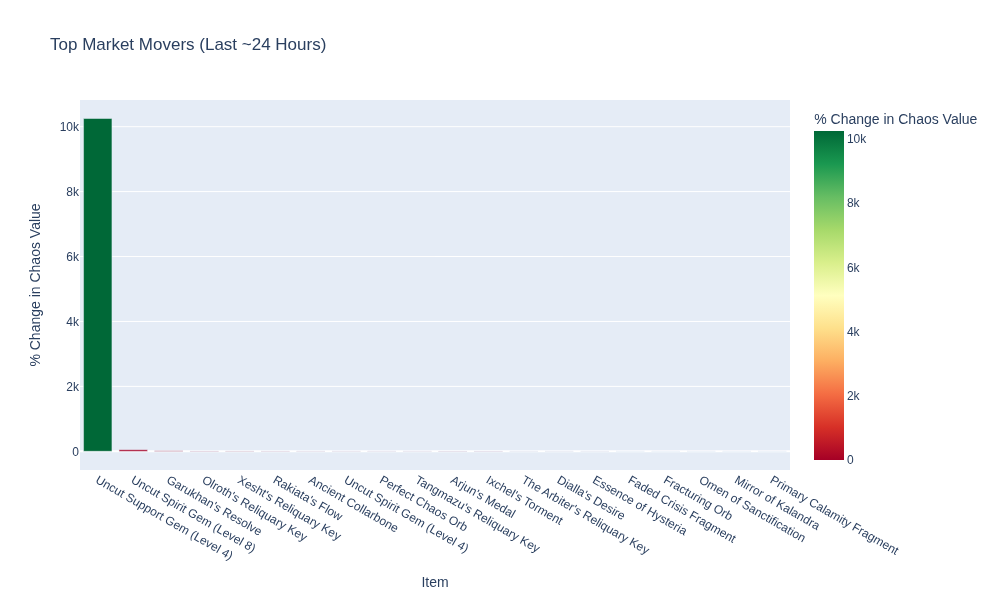 Top Market Movers (Last ~24 Hours)
% Change in Chaos Value
10k
8k
6k
4k
2k
0
% Change in Chaos Value
10k
8k
6k
4k
2k
0
Uncut Support Gem (Level 4)
Uncut Spirit Gem (Level 8)
Garukhan's Resolve
Olroth's Reliquary Key
Xesht's Reliquary Key
Rakiata's Flow
Ancient Collarbone
Uncut Spirit Gem (Level 4)
Perfect Chaos Orb
Tangmazu's Reliquary Key
Arjun's Medal
Ixchel's Torment
The Arbiter's Reliquary Key
Dialla's Desire
Essence of Hysteria
Faded Crisis Fragment
Fracturing Orb
Omen of Sanctification
Mirror of Kalandra
Primary Calamity Fragment
Item